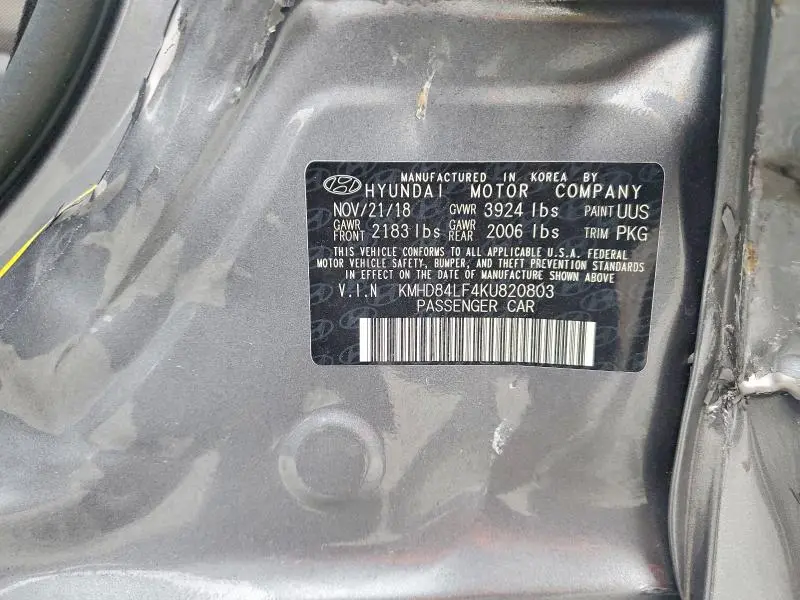 MANUFACTURED IN KOREA BY
HYUNDAI MOTOR COMPANY
NOV/21/18 GVWR 3924 lbs PAINT UUS
GAWR FRONT 2183 lbs GAWR REAR 2006 lbs TRIM PKG
THIS VEHICLE CONFORMS TO ALL APPLICABLE U.S.A. FEDERAL
MOTOR VEHICLE SAFETY, BUMPER, AND THEFT PREVENTION STANDARDS
IN EFFECT ON THE DATE OF MANUFACTURE SHOWN ABOVE
V.I.N KMHD84LF4KU820803
PASSENGER CAR